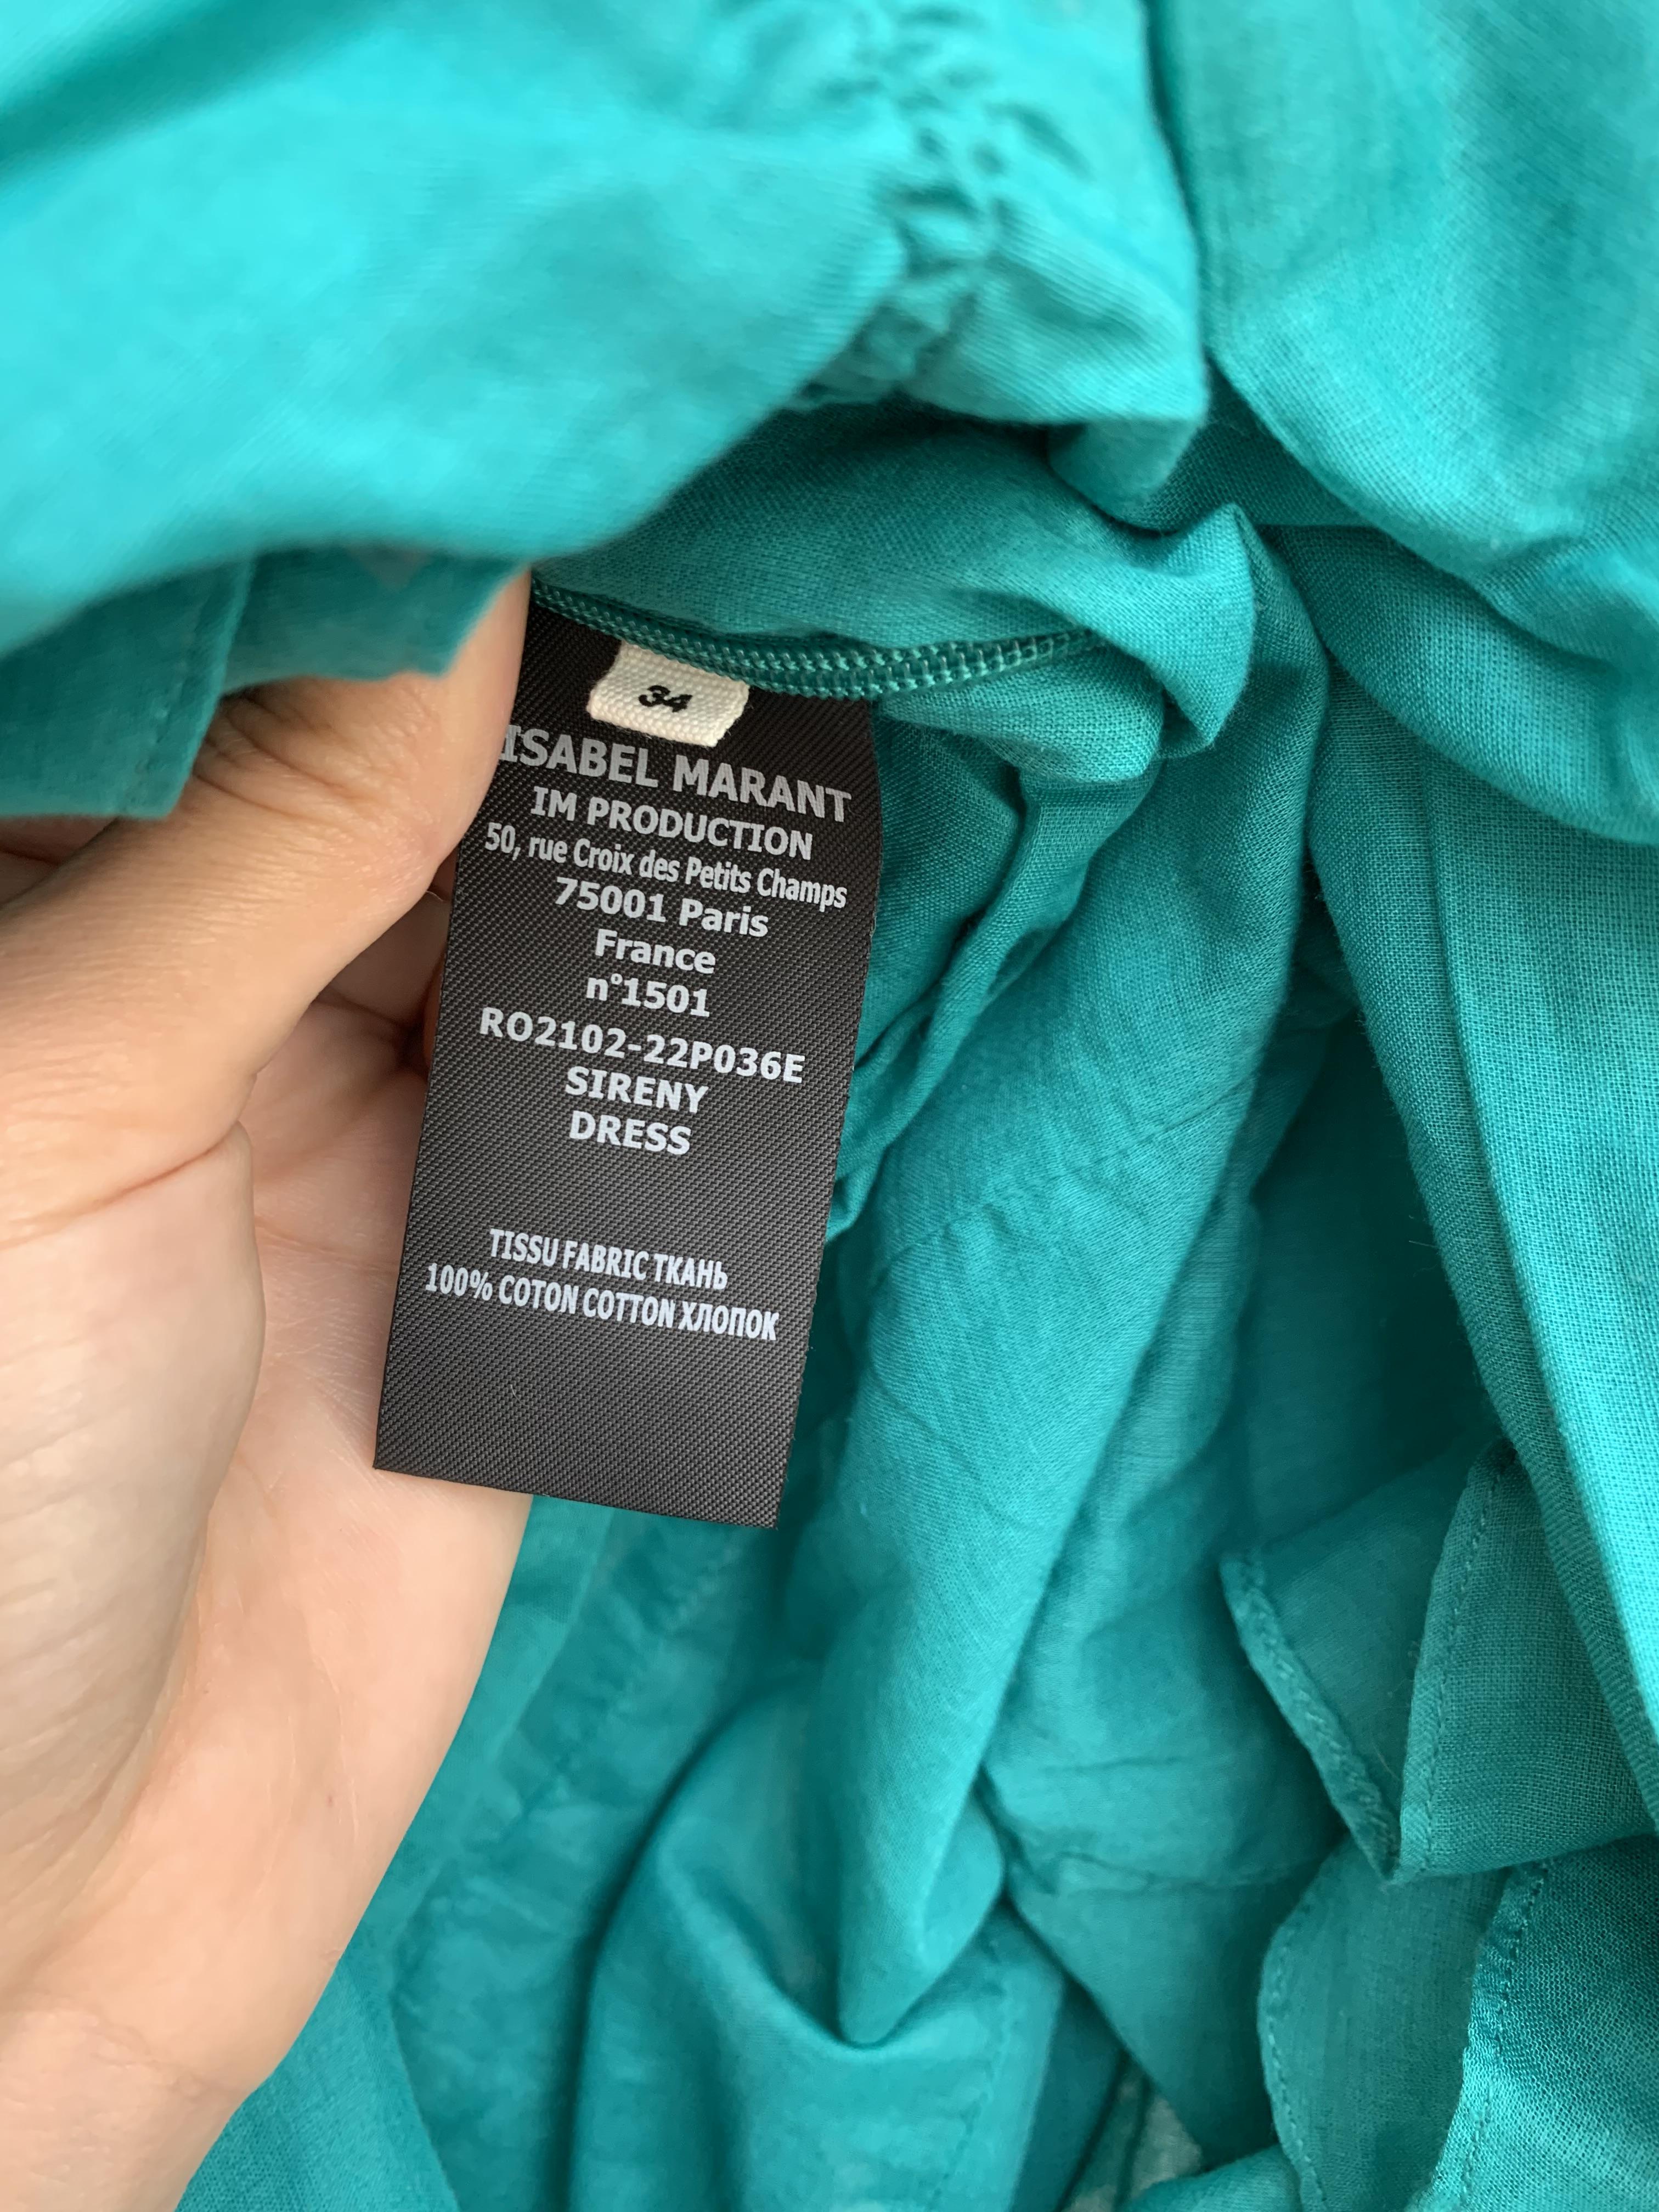 34
ISABEL MARANT
IM PRODUCTION
50, rue Croix des Petits Champs
75001 Paris
France
n°1501
RO2102-22P036E
SIRENY
DRESS
TISSU FABRIC ТКАНЬ
100% COTON COTTON ХЛОПОК